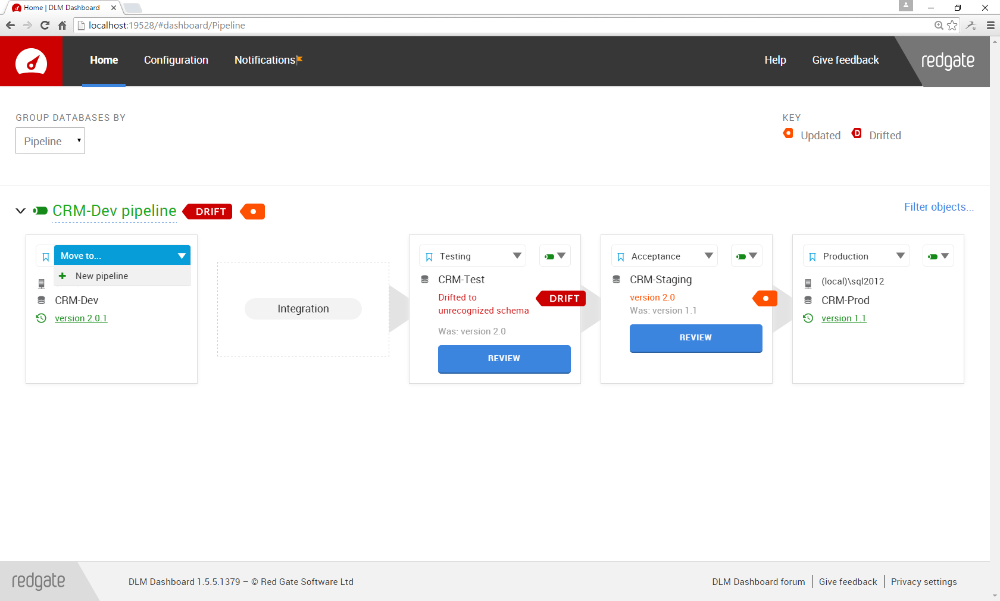 Home | DLM Dashboard
localhost:19528/#dashboard/Pipeline
Home
Configuration
Notifications
Help
Give feedback
redgate
GROUP DATABASES BY
Pipeline
KEY
Updated
D
Drifted
CRM-Dev pipeline
DRIFT
Filter objects...
Move to...
New pipeline
CRM-Dev
version 2.0.1
Integration
Testing
CRM-Test
Drifted to
unrecognized schema
DRIFT
Was: version 2.0
REVIEW
Acceptance
CRM-Staging
version 2.0
Was: version 1.1
REVIEW
Production
(local)\sql2012
CRM-Prod
version 1.1
redgate
DLM Dashboard 1.5.5.1379 – © Red Gate Software Ltd
DLM Dashboard forum
Give feedback
Privacy settings